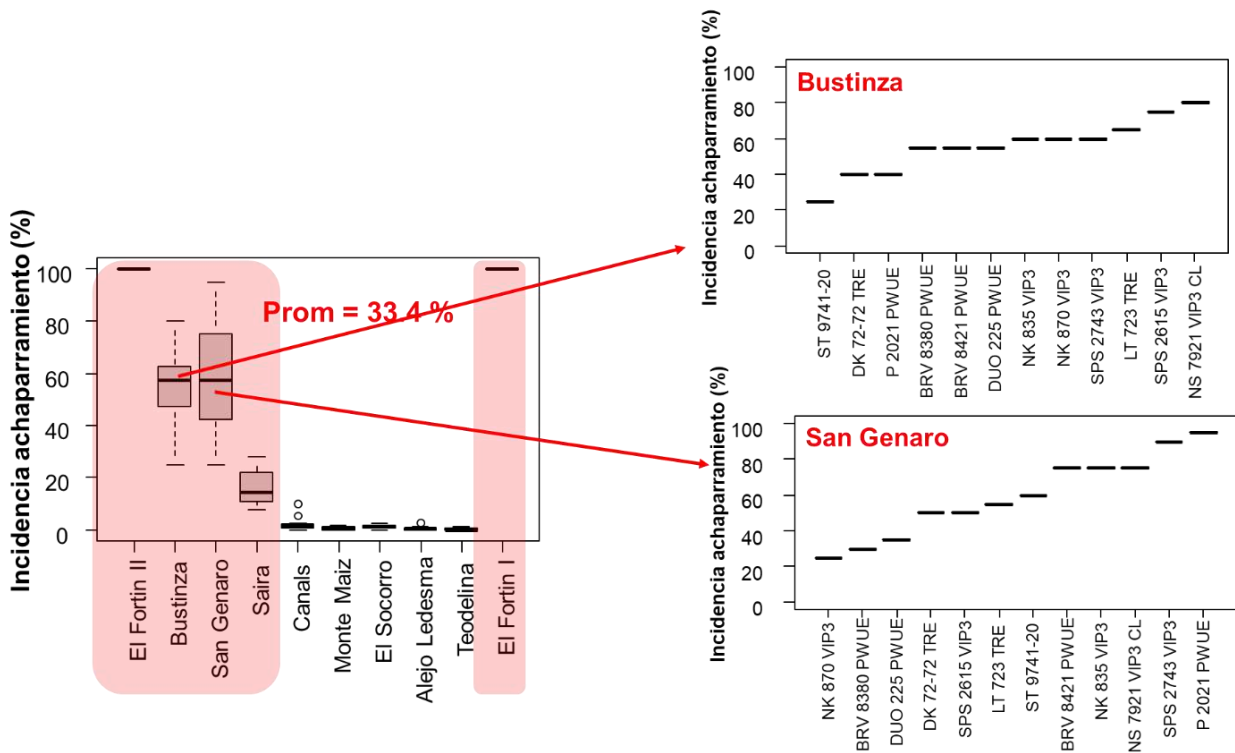 Incidencia achaparramiento (%)
100
80
60
40
20
0
Prom = 33.4 %
El Fortin II
Bustinza
San Genaro
Saira
Canals
Monte Maiz
El Socorro
Alejo Ledesma
Teodelina
El Fortin I
Incidencia achaparramiento (%)
100
80
60
40
20
0
Bustinza
ST 9741-20
DK 72-72 TRE
P 2021 PWUE
BRV 8380 PWUE
BRV 8421 PWUE
DUO 225 PWUE
NK 835 VIP3
NK 870 VIP3
SPS 2743 VIP3
LT 723 TRE
SPS 2615 VIP3
NS 7921 VIP3 CL
Incidencia achaparramiento (%)
100
80
60
40
20
0
San Genaro
NK 870 VIP3
BRV 8380 PWUE
DUO 225 PWUE
DK 72-72 TRE
SPS 2615 VIP3
LT 723 TRE
ST 9741-20
BRV 8421 PWUE
NK 835 VIP3
NS 7921 VIP3 CL
SPS 2743 VIP3
P 2021 PWUE